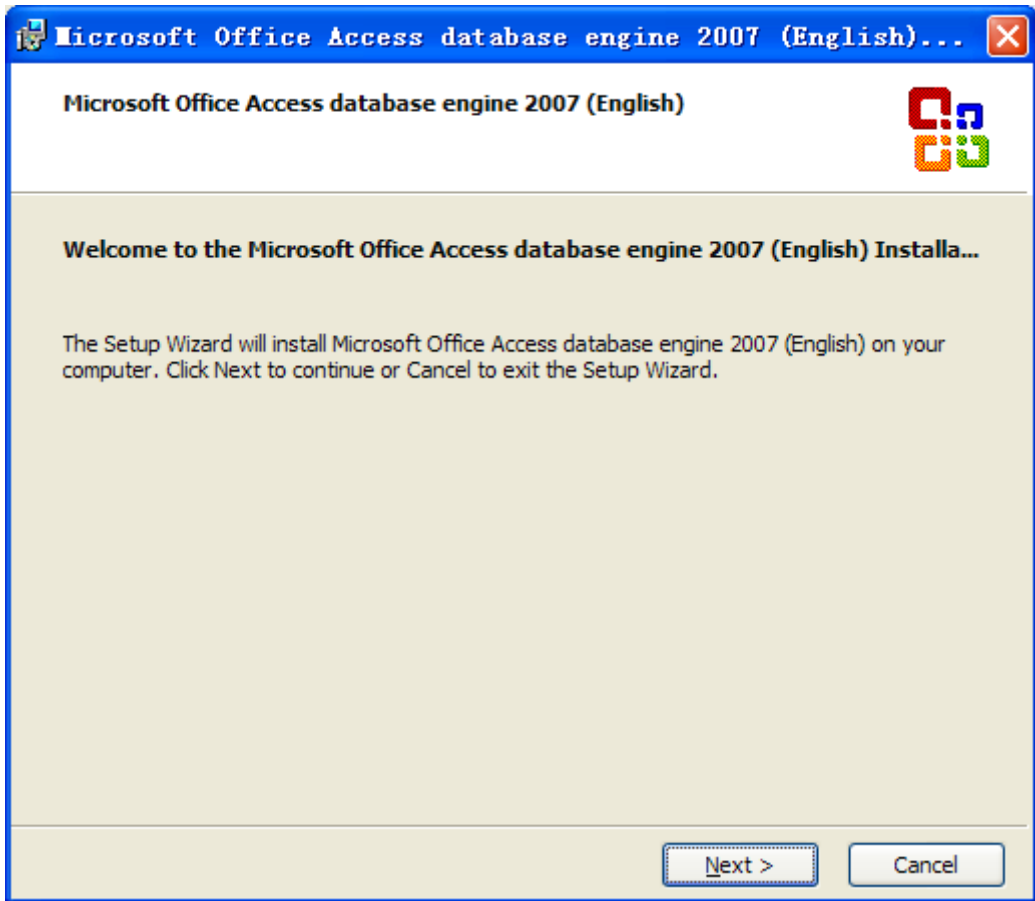 Microsoft Office Access database engine 2007 (English)...
Microsoft Office Access database engine 2007 (English)
Welcome to the Microsoft Office Access database engine 2007 (English) Installa...
The Setup Wizard will install Microsoft Office Access database engine 2007 (English) on your
computer. Click Next to continue or Cancel to exit the Setup Wizard.
Next >
Cancel